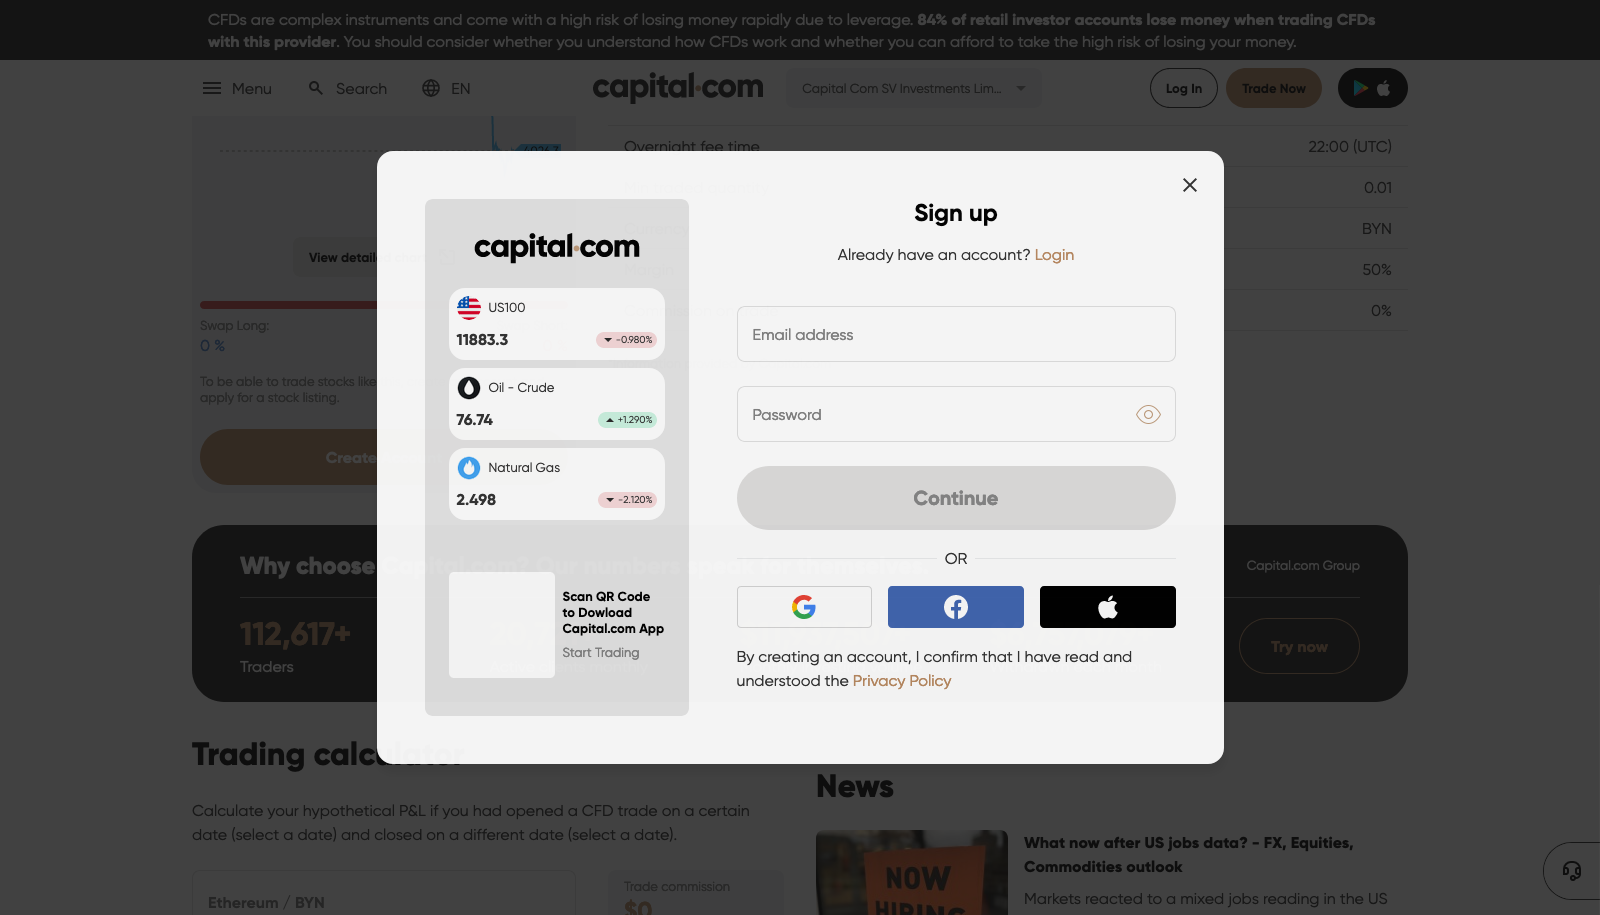 CFDs are complex instruments and come with a high risk of losing money rapidly due to leverage. 84% of retail investor accounts lose money when trading CFDs
with this provider. You should consider whether you understand how CFDs work and whether you can afford to take the high risk of losing your money.
Menu
Search
EN
capital.com
Capital Com SV Investments Lim...
Log In
Trade Now
Overnight fee time
22:00 (UTC)
0.01
BYN
50%
0%
View detailed
Swap Long:
0 %
To be able to trade stocks like
apply for a stock listing.
Create
capital.com
US100
11883.3
-0.980%
Oil - Crude
76.74
+1.290%
Natural Gas
2.498
-2.120%
Scan QR Code
to Dowload
Capital.com App
Start Trading
Sign up
Already have an account? Login
Email address
Password
Continue
OR
By creating an account, I confirm that I have read and
understood the Privacy Policy
Why choose Capital.com? Our numbers speak for themselves.
Capital.com Group
112,617+
Traders
Try now
Trading calculator
Calculate your hypothetical P&L if you had opened a CFD trade on a certain
date (select a date) and closed on a different date (select a date).
Ethereum / BYN
Trade commission
$0
News
NOW
HIRING
What now after US jobs data? - FX, Equities,
Commodities outlook
Markets reacted to a mixed jobs reading in the US